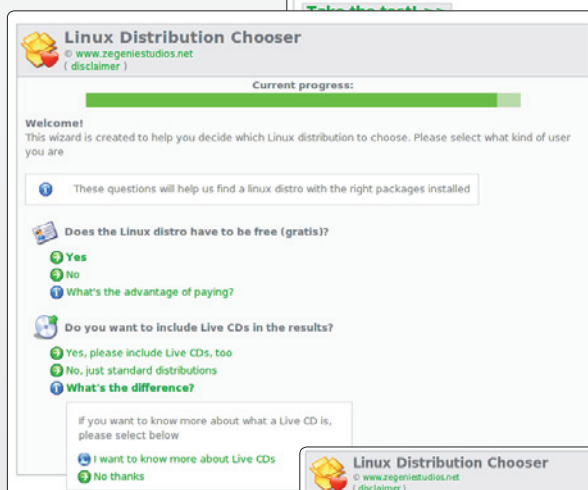 Take the test! >>
Linux Distribution Chooser
© www.zegeniestudios.net
( disclaimer )
Current progress:
Welcome!
This wizard is created to help you decide which Linux distribution to choose. Please select what kind of user
you are
These questions will help us find a linux distro with the right packages installed
Does the Linux distro have to be free (gratis)?
Yes
No
What's the advantage of paying?
Do you want to include Live CDs in the results?
Yes, please include Live CDs, too
No, just standard distributions
What's the difference?
If you want to know more about what a Live CD is,
please select below
I want to know more about Live CDs
No thanks
Linux Distribution Chooser
© www.zegeniestudios.net
( disclaimer )